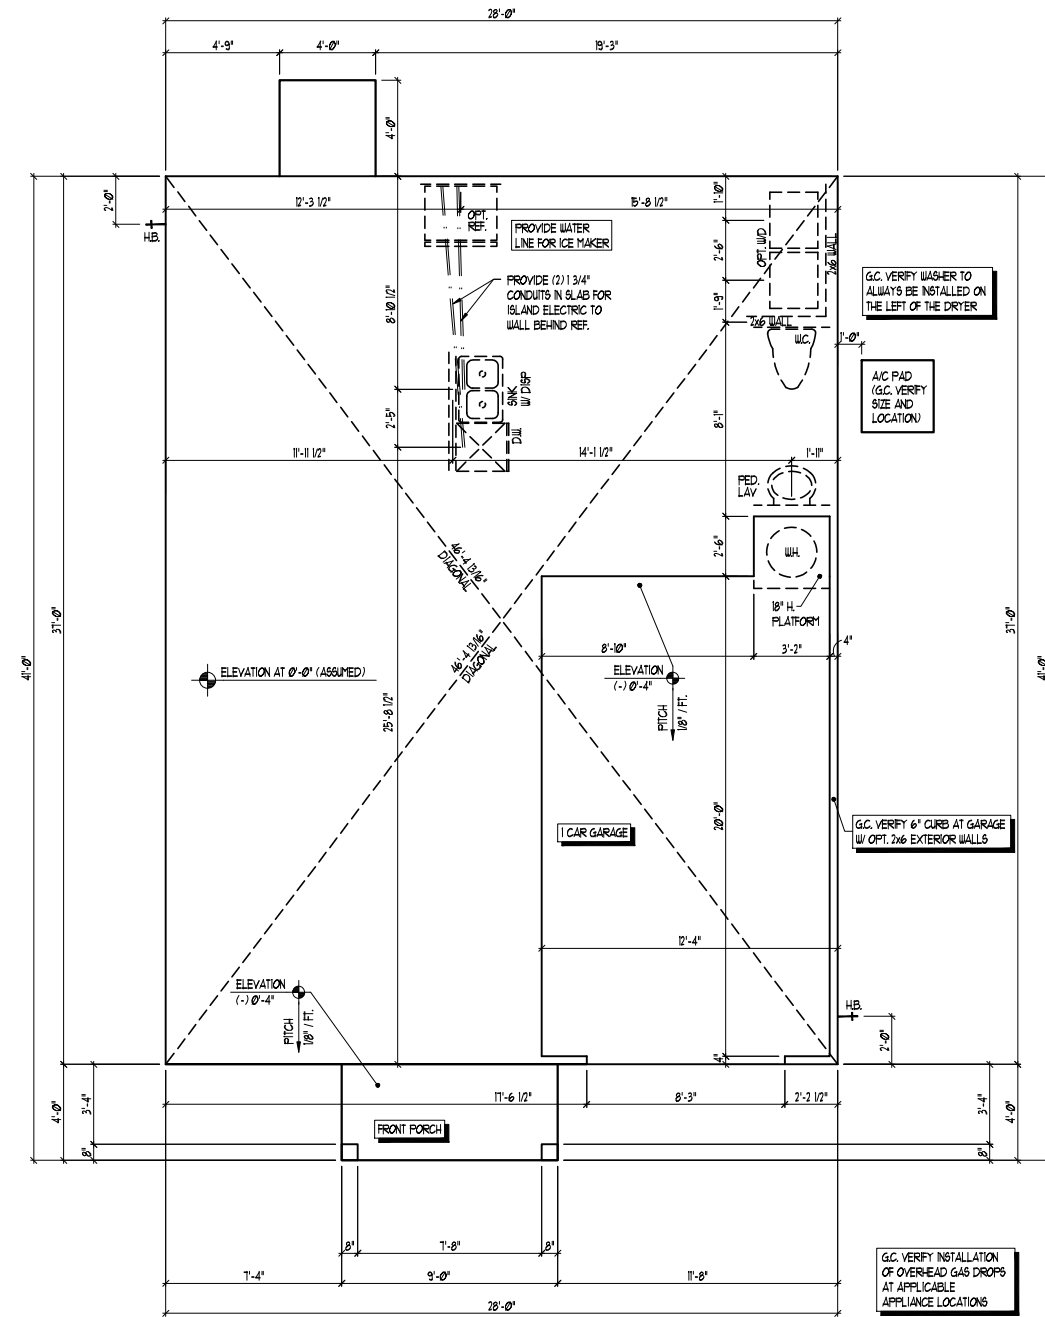 28'-0"
4'-9" 4'-0" 19'-3"
4'-0"
2'-0"
H.B.
12'-3 1/2" 15'-8 1/2"
1'-10"
OPT.
REF.
PROVIDE WATER
LINE FOR ICE MAKER
OPT. W/D
2x6 WALL
2'-6"
PROVIDE (2) 1 3/4"
CONDUITS IN SLAB FOR
ISLAND ELECTRIC TO
WALL BEHIND REF.
8'-10 1/2"
1'-9"
G.C. VERIFY WASHER TO
ALWAYS BE INSTALLED ON
THE LEFT OF THE DRYER
2x6 WALL
W.C.
1'-0"
A/C PAD
(G.C. VERIFY
SIZE AND
LOCATION)
SINK
W/ DISP
D.W.
2'-5"
8'-1"
11'-11 1/2" 14'-1 1/2" 1'-11"
PED.
LAV
2'-6"
W.H.
46'-4 13/16"
DIAGONAL
18" H.
PLATFORM
37'-0"
41'-0"
37'-0"
41'-0"
46'-4 13/16"
DIAGONAL
8'-10" 3'-2" 4"
ELEVATION AT 0'-0" (ASSUMED)
ELEVATION
(-) 0'-4"
PITCH
1/8" / FT.
25'-8 1/2"
20'-0"
1 CAR GARAGE
G.C. VERIFY 6" CURB AT GARAGE
W/ OPT. 2x6 EXTERIOR WALLS
12'-4"
ELEVATION
(-) 0'-4"
PITCH
1/8" / FT.
H.B.
2'-0"
4"
17'-6 1/2" 8'-3" 2'-2 1/2"
4'-0"
3'-4"
8"
3'-4"
4'-0"
8"
FRONT PORCH
8" 7'-8" 8"
7'-4" 9'-0" 11'-8"
28'-0"
G.C. VERIFY INSTALLATION
OF OVERHEAD GAS DROPS
AT APPLICABLE
APPLIANCE LOCATIONS